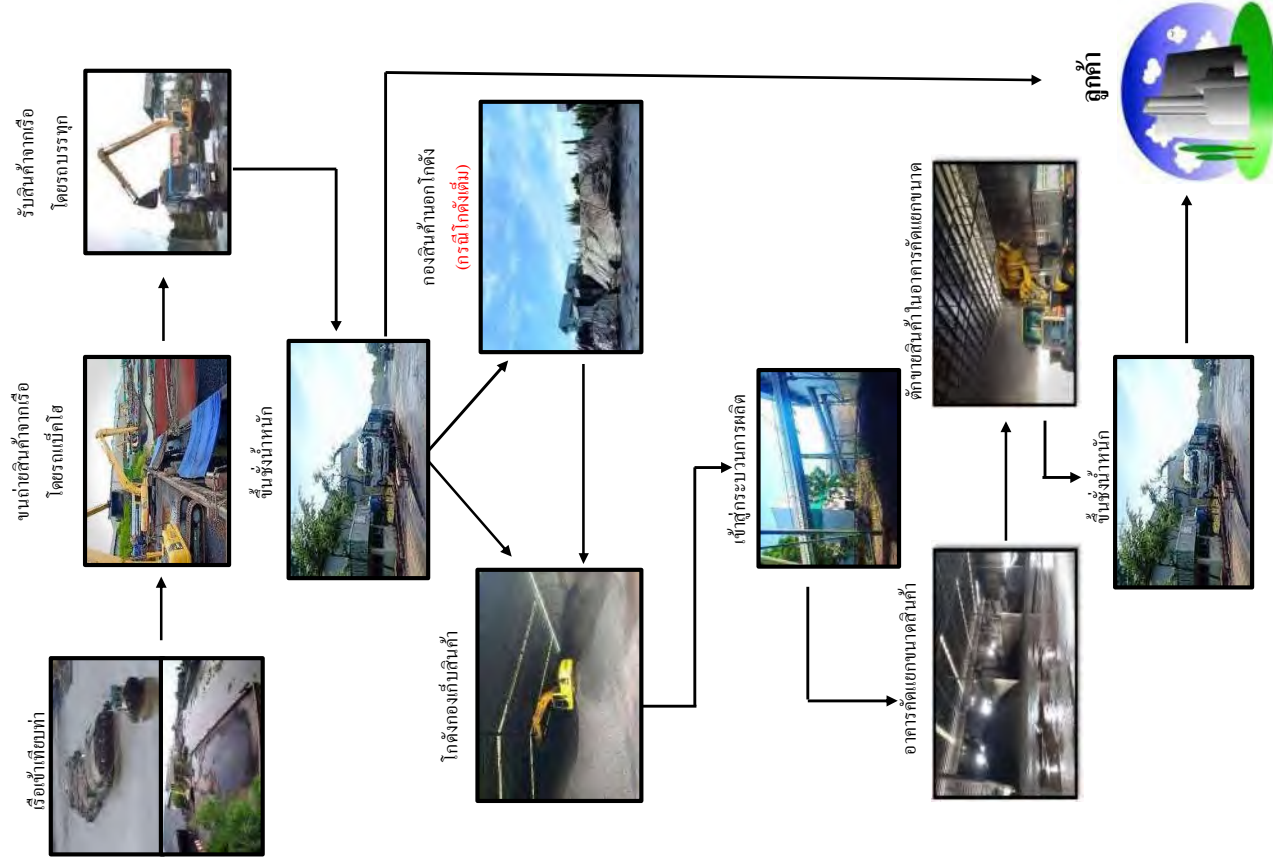 เรือเข้าเทียบท่า
ขนถ่ายสินค้าจากเรือ
โดยรถแบ็คโฮ
รับสินค้าจากเรือ
โดยรถบรรทุก
ขึ้นชั่งน้ำหนัก
โกดังกองเก็บสินค้า
กองสินค้านอกโกดัง
(กรณีโกดังเต็ม)
เข้าสู่กระบวนการผลิต
อาคารคัดแยกขนาดสินค้า
ตักขายสินค้าในอาคารคัดแยกขนาด
ขึ้นชั่งน้ำหนัก
ลูกค้า